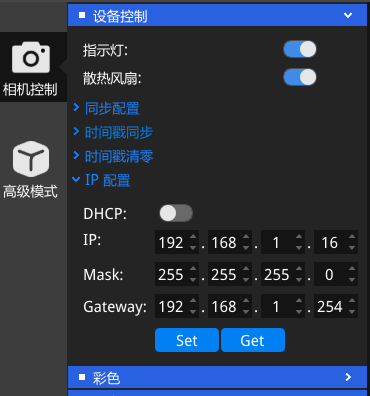 设备控制
指示灯:
散热风扇:
相机控制
同步配置
时间戳同步
时间戳清零
高级模式
IP 配置
DHCP:
IP: 192 . 168 . 1 . 16
Mask: 255 . 255 . 255 . 0
Gateway: 192 . 168 . 1 . 254
Set Get
彩色